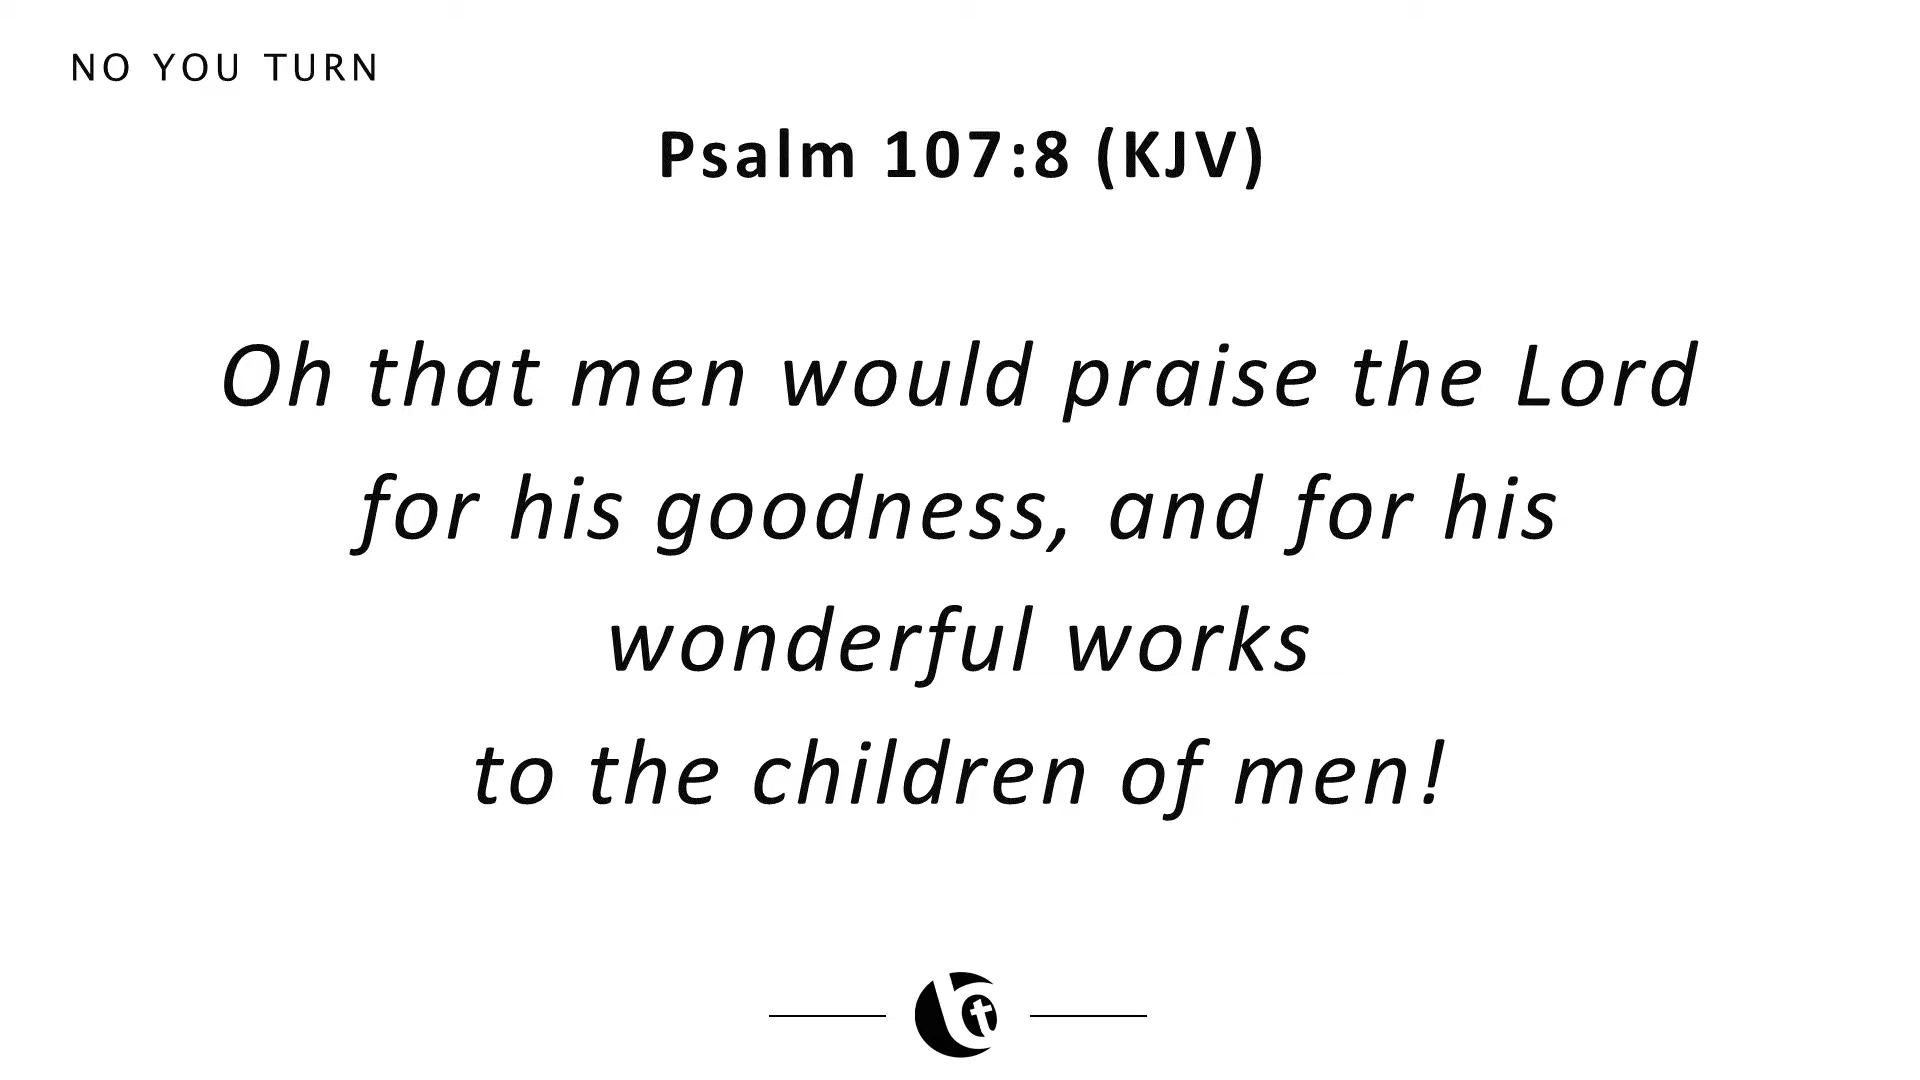 NO YOU TURN
Psalm 107:8 (KJV)
Oh that men would praise the Lord
for his goodness, and for his
wonderful works
to the children of men!